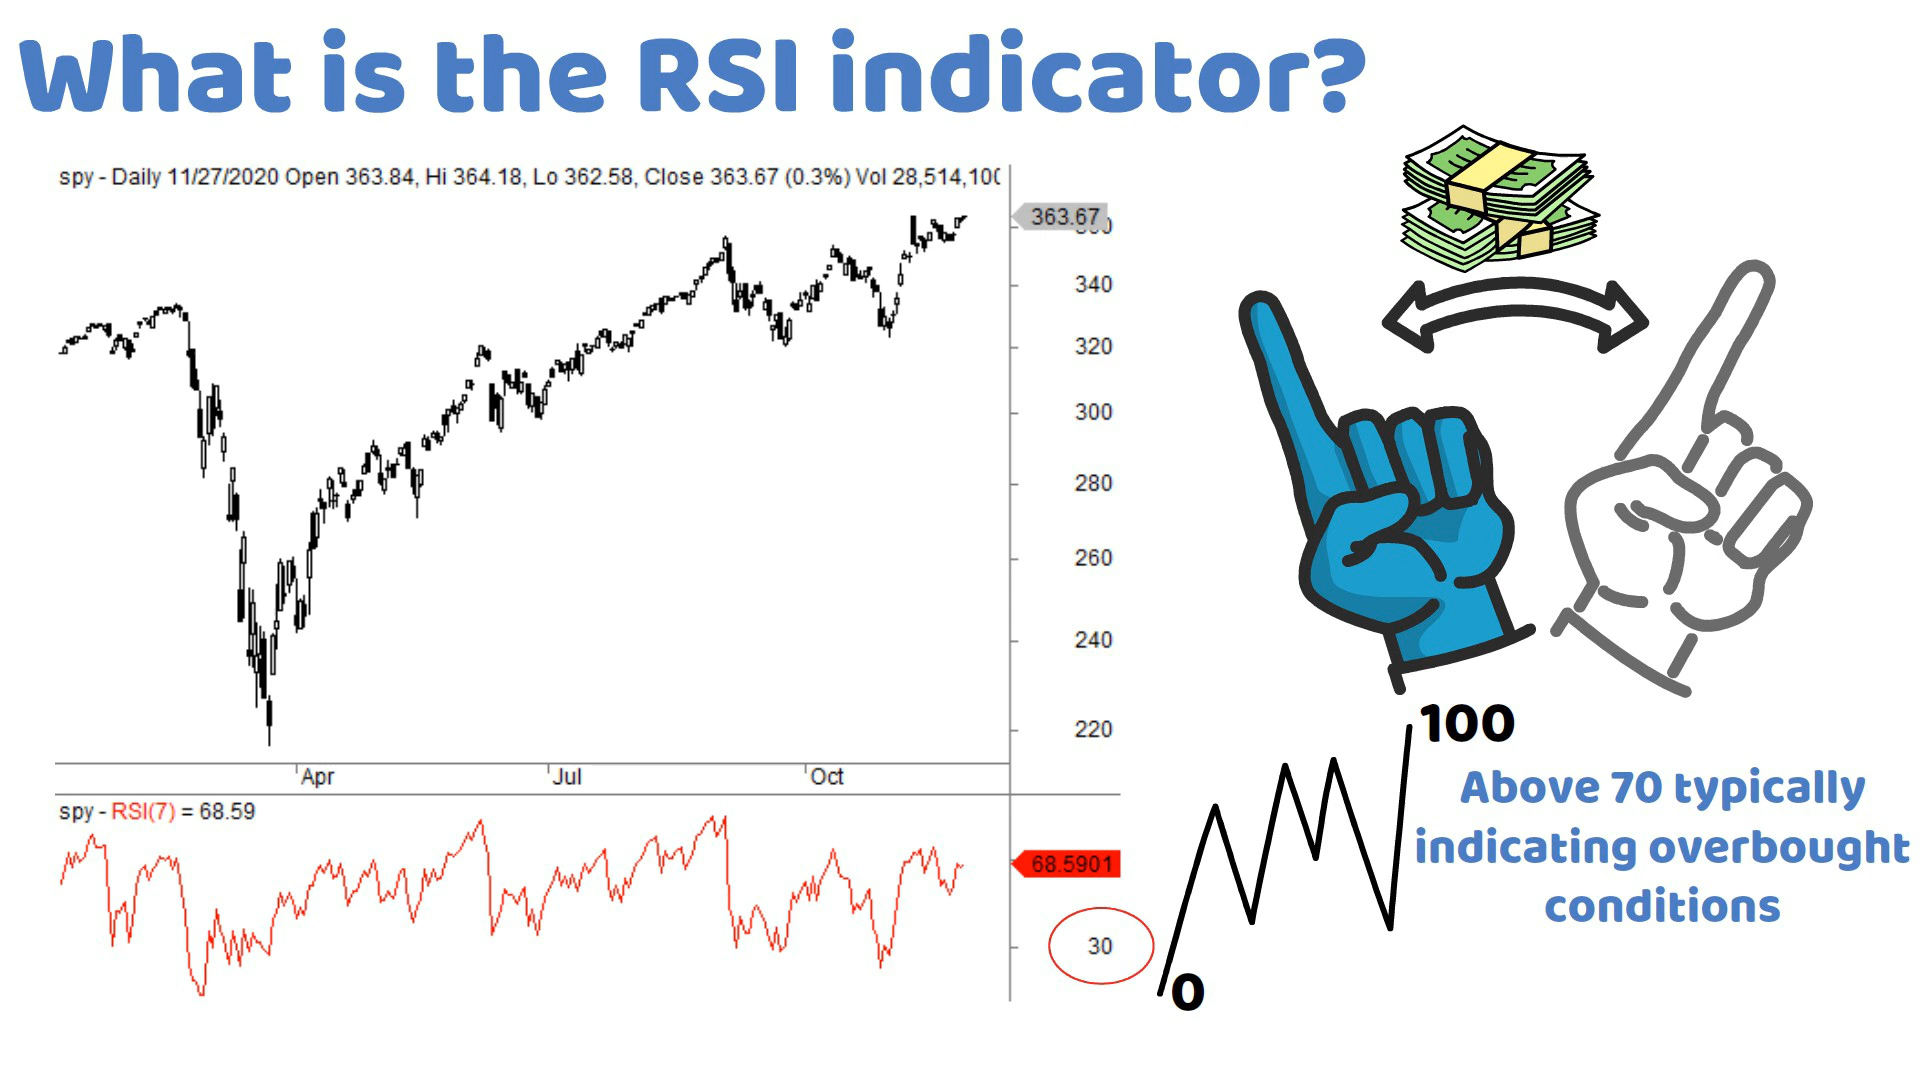 What is the RSI indicator?
spy - Daily 11/27/2020 Open 363.84, Hi 364.18, Lo 362.58, Close 363.67 (0.3%) Vol 28,514,100
363.67
340
320
300
280
260
240
220
Apr
Jul
Oct
spy - RSI(7) = 68.59
68.5901
30
100
0
Above 70 typically
indicating overbought
conditions